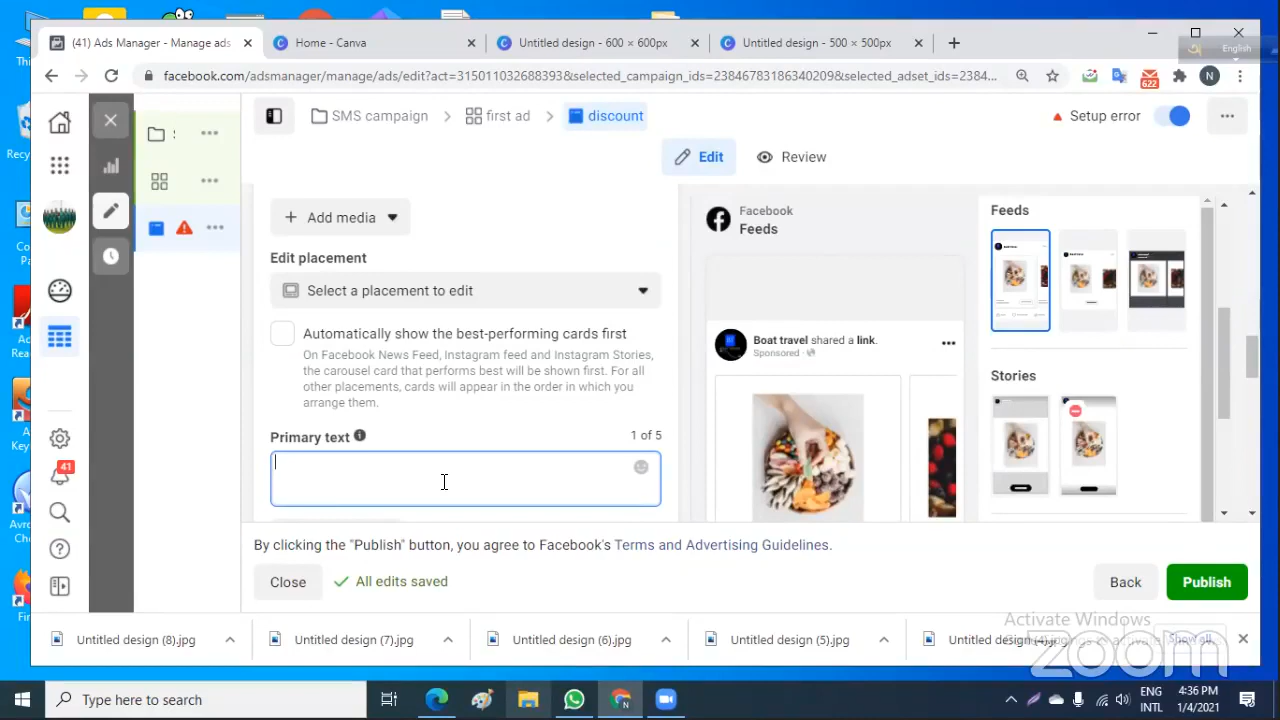 (41) Ads Manager - Manage ads
Home - Canva
Untitled design - 600 × 600px
Untitled design - 500 × 500px
English
facebook.com/adsmanager/manage/ads/edit?act=315011032688393&selected_campaign_ids=23846783186340209​8&selected_adset_ids=2384...
N
622
SMS campaign
first ad
discount
Setup error
Edit
Review
Add media
Edit placement
Select a placement to edit
Automatically show the best-performing cards first
On Facebook News Feed, Instagram feed and Instagram Stories,
the carousel card that performs best will be shown first. For all
other placements, cards will appear in the order in which you
arrange them.
Primary text
1 of 5
Facebook
Feeds
Boat travel shared a link.
Sponsored
Feeds
Stories
41
By clicking the "Publish" button, you agree to Facebook's Terms and Advertising Guidelines.
Close
All edits saved
Back
Publish
Activate Windows
Untitled design (8).jpg
Untitled design (7).jpg
Untitled design (6).jpg
Untitled design (5).jpg
Untitled design (4).jpg
Show all
zoom
Type here to search
ENG
INTL
4:36 PM
1/4/2021